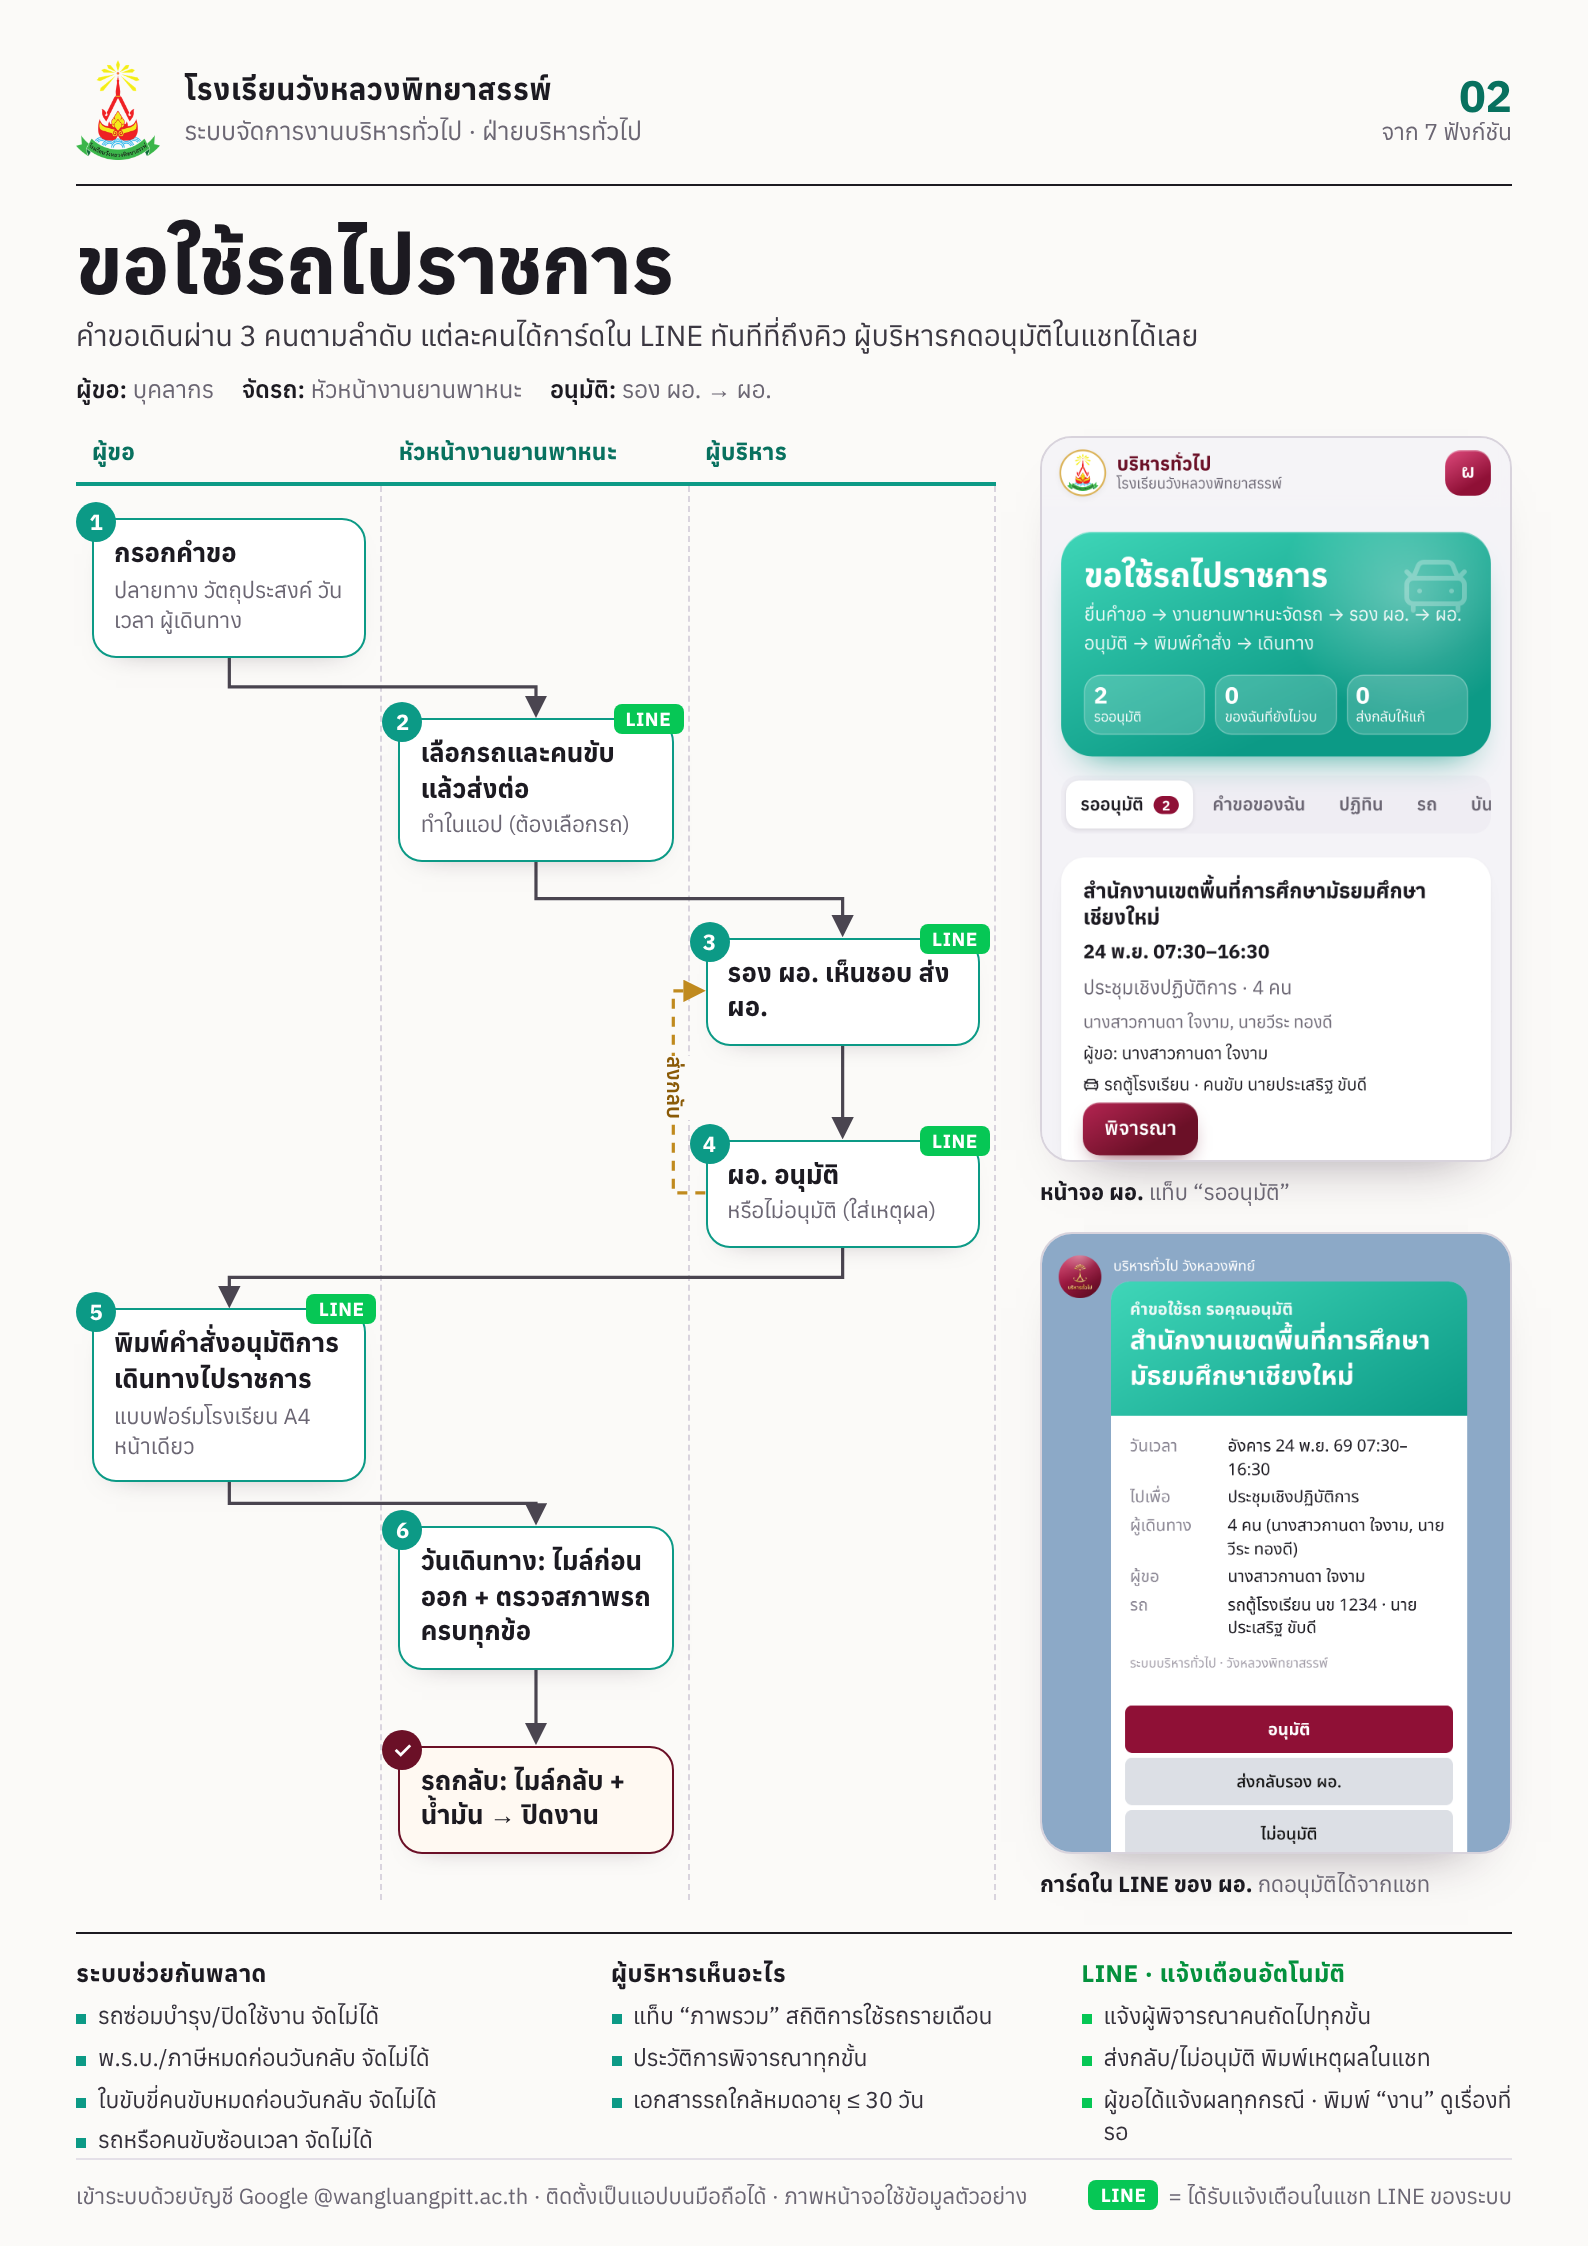 โรงเรียนวังหลวงพิทยาสรรพ์
ระบบจัดการงานบริหารทั่วไป · ฝ่ายบริหารทั่วไป
02
จาก 7 ฟังก์ชัน
ขอใช้รถไปราชการ
คำขอเดินผ่าน 3 คนตามลำดับ แต่ละคนได้การ์ดใน LINE ทันทีที่ถึงคิว ผู้บริหารกดอนุมัติในแชทได้เลย
ผู้ขอ: บุคลากร จัดรถ: หัวหน้างานยานพาหนะ อนุมัติ: รอง ผอ. → ผอ.
ผู้ขอ
หัวหน้างานยานพาหนะ
ผู้บริหาร
1
กรอกคำขอ
ปลายทาง วัตถุประสงค์ วัน
เวลา ผู้เดินทาง
2
LINE
เลือกรถและคนขับ
แล้วส่งต่อ
ทำในแอป (ต้องเลือกรถ)
3
LINE
รอง ผอ. เห็นชอบ ส่ง
ผอ.
ส่งกลับ
4
LINE
ผอ. อนุมัติ
หรือไม่อนุมัติ (ใส่เหตุผล)
5
LINE
พิมพ์คำสั่งอนุมัติการ
เดินทางไปราชการ
แบบฟอร์มโรงเรียน A4
หน้าเดียว
6
วันเดินทาง: ไมล์ก่อน
ออก + ตรวจสภาพรถ
ครบทุกข้อ
รถกลับ: ไมล์กลับ +
น้ำมัน → ปิดงาน
บริหารทั่วไป
โรงเรียนวังหลวงพิทยาสรรพ์
ผ
ขอใช้รถไปราชการ
ยื่นคำขอ → งานยานพาหนะจัดรถ → รอง ผอ. → ผอ.
อนุมัติ → พิมพ์คำสั่ง → เดินทาง
2
รออนุมัติ
0
ของฉันที่ยังไม่จบ
0
ส่งกลับให้แก้
รออนุมัติ 2 คำขอของฉัน ปฏิทิน รถ บัน
สำนักงานเขตพื้นที่การศึกษามัธยมศึกษา
เชียงใหม่
24 พ.ย. 07:30–16:30
ประชุมเชิงปฏิบัติการ · 4 คน
นางสาวกานดา ใจงาม, นายวีระ ทองดี
ผู้ขอ: นางสาวกานดา ใจงาม
รถตู้โรงเรียน · คนขับ นายประเสริฐ ขับดี
พิจารณา
หน้าจอ ผอ. แท็บ “รออนุมัติ”
บริหารทั่วไป วังหลวงพิทย์
คำขอใช้รถ รอคุณอนุมัติ
สำนักงานเขตพื้นที่การศึกษา
มัธยมศึกษาเชียงใหม่
วันเวลา อังคาร 24 พ.ย. 69 07:30–
16:30
ไปเพื่อ ประชุมเชิงปฏิบัติการ
ผู้เดินทาง 4 คน (นางสาวกานดา ใจงาม, นาย
วีระ ทองดี)
ผู้ขอ นางสาวกานดา ใจงาม
รถ รถตู้โรงเรียน นข 1234 · นาย
ประเสริฐ ขับดี
ระบบบริหารทั่วไป · วังหลวงพิทยาสรรพ์
อนุมัติ
ส่งกลับรอง ผอ.
ไม่อนุมัติ
การ์ดใน LINE ของ ผอ. กดอนุมัติได้จากแชท
ระบบช่วยกันพลาด
รถซ่อมบำรุง/ปิดใช้งาน จัดไม่ได้
พ.ร.บ./ภาษีหมดก่อนวันกลับ จัดไม่ได้
ใบขับขี่คนขับหมดก่อนวันกลับ จัดไม่ได้
รถหรือคนขับซ้อนเวลา จัดไม่ได้
ผู้บริหารเห็นอะไร
แท็บ “ภาพรวม” สถิติการใช้รถรายเดือน
ประวัติการพิจารณาทุกขั้น
เอกสารรถใกล้หมดอายุ ≤ 30 วัน
LINE · แจ้งเตือนอัตโนมัติ
แจ้งผู้พิจารณาคนถัดไปทุกขั้น
ส่งกลับ/ไม่อนุมัติ พิมพ์เหตุผลในแชท
ผู้ขอได้แจ้งผลทุกกรณี · พิมพ์ “งาน” ดูเรื่องที่
รอ
เข้าระบบด้วยบัญชี Google @wangluangpitt.ac.th · ติดตั้งเป็นแอปบนมือถือได้ · ภาพหน้าจอใช้ข้อมูลตัวอย่าง
LINE = ได้รับแจ้งเตือนในแชท LINE ของระบบ